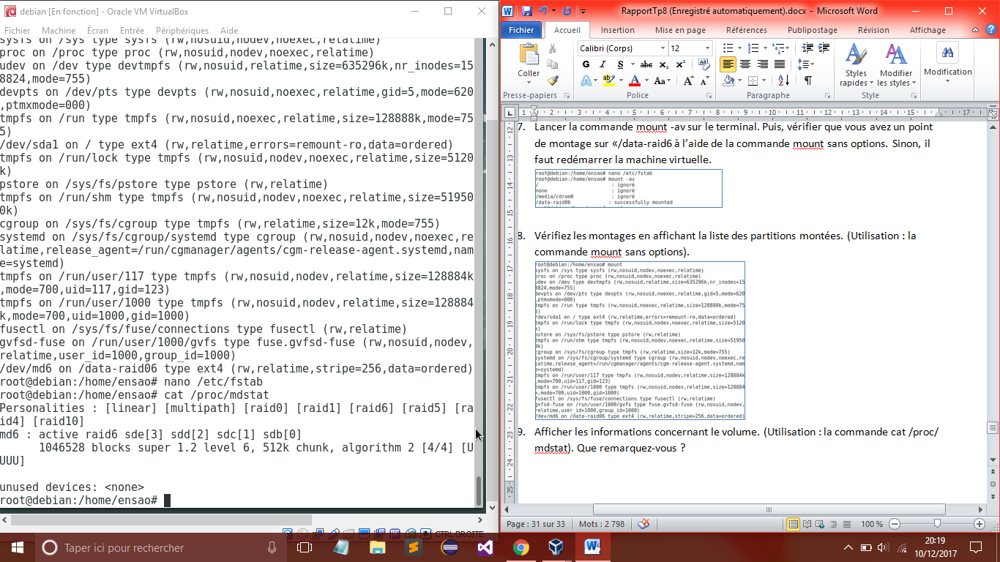 debian [En fonction] - Oracle VM VirtualBox
Fichier Machine Écran Entrée Périphériques Aide
sysfs on /sys type sysfs (rw,nosuid,nodev,noexec,relatime)
proc on /proc type proc (rw,nosuid,nodev,noexec,relatime)
udev on /dev type devtmpfs (rw,nosuid,relatime,size=635296k,nr_inodes=15
8824,mode=755)
devpts on /dev/pts type devpts (rw,nosuid,noexec,relatime,gid=5,mode=620
,ptmxmode=000)
tmpfs on /run type tmpfs (rw,nosuid,noexec,relatime,size=128888k,mode=75
5)
/dev/sda1 on / type ext4 (rw,relatime,errors=remount-ro,data=ordered)
tmpfs on /run/lock type tmpfs (rw,nosuid,nodev,noexec,relatime,size=5120
k)
pstore on /sys/fs/pstore type pstore (rw,relatime)
tmpfs on /run/shm type tmpfs (rw,nosuid,nodev,noexec,relatime,size=51950
0k)
cgroup on /sys/fs/cgroup type tmpfs (rw,relatime,size=12k,mode=755)
systemd on /sys/fs/cgroup/systemd type cgroup (rw,nosuid,nodev,noexec,re
latime,release_agent=/run/cgmanager/agents/cgm-release-agent.systemd,nam
e=systemd)
tmpfs on /run/user/117 type tmpfs (rw,nosuid,nodev,relatime,size=128884k
,mode=700,uid=117,gid=123)
tmpfs on /run/user/1000 type tmpfs (rw,nosuid,nodev,relatime,size=128884
k,mode=700,uid=1000,gid=1000)
fusectl on /sys/fs/fuse/connections type fusectl (rw,relatime)
gvfsd-fuse on /run/user/1000/gvfs type fuse.gvfsd-fuse (rw,nosuid,nodev,
relatime,user_id=1000,group_id=1000)
/dev/md6 on /data-raid06 type ext4 (rw,relatime,stripe=256,data=ordered)
root@debian:/home/ensao# nano /etc/fstab
root@debian:/home/ensao# cat /proc/mdstat
Personalities : [linear] [multipath] [raid0] [raid1] [raid6] [raid5] [ra
id4] [raid10]
md6 : active raid6 sde[3] sdd[2] sdc[1] sdb[0]
1046528 blocks super 1.2 level 6, 512k chunk, algorithm 2 [4/4] [U
UUU]
unused devices: <none>
root@debian:/home/ensao#
CTRL DROITE
RapportTp8 (Enregistré automatiquement).docx - Microsoft Word
Fichier Accueil Insertion Mise en page Références Publipostage Révision Affichage
Coller
Presse-papiers
Calibri (Corps) 12
G I S abc x₂ x²
Police
Paragraphe
Styles rapides
Modifier les styles
Style
Modification
1 1 2 3 4 5 6 7 8 9 10 11 12 13 14 15 17
12 13 14 15 16 17 18 19 20 21 22 23 24 25
7. Lancer la commande mount -av sur le terminal. Puis, vérifier que vous avez un point
de montage sur «/data-raid6 à l’aide de la commande mount sans options. Sinon, il
faut redémarrer la machine virtuelle.
root@debian:/home/ensao# nano /etc/fstab
root@debian:/home/ensao# mount -av
/ : ignoré
none : ignoré
/media/cdrom0 : ignoré
/data-raid06 : successfully mounted
8. Vérifiez les montages en affichant la liste des partitions montées. (Utilisation : la
commande mount sans options).
root@debian:/home/ensao# mount
sysfs on /sys type sysfs (rw,nosuid,nodev,noexec,relatime)
proc on /proc type proc (rw,nosuid,nodev,noexec,relatime)
udev on /dev type devtmpfs (rw,nosuid,relatime,size=635296k,nr_inodes=15
8824,mode=755)
devpts on /dev/pts type devpts (rw,nosuid,noexec,relatime,gid=5,mode=620
,ptmxmode=000)
tmpfs on /run type tmpfs (rw,nosuid,noexec,relatime,size=128888k,mode=75
5)
/dev/sda1 on / type ext4 (rw,relatime,errors=remount-ro,data=ordered)
tmpfs on /run/lock type tmpfs (rw,nosuid,nodev,noexec,relatime,size=5120
k)
pstore on /sys/fs/pstore type pstore (rw,relatime)
tmpfs on /run/shm type tmpfs (rw,nosuid,nodev,noexec,relatime,size=51950
0k)
cgroup on /sys/fs/cgroup type tmpfs (rw,relatime,size=12k,mode=755)
systemd on /sys/fs/cgroup/systemd type cgroup (rw,nosuid,nodev,noexec,re
latime,release_agent=/run/cgmanager/agents/cgm-release-agent.systemd,nam
e=systemd)
tmpfs on /run/user/117 type tmpfs (rw,nosuid,nodev,relatime,size=128884k
,mode=700,uid=117,gid=123)
tmpfs on /run/user/1000 type tmpfs (rw,nosuid,nodev,relatime,size=128884
k,mode=700,uid=1000,gid=1000)
fusectl on /sys/fs/fuse/connections type fusectl (rw,relatime)
gvfsd-fuse on /run/user/1000/gvfs type fuse.gvfsd-fuse (rw,nosuid,nodev,
relatime,user_id=1000,group_id=1000)
/dev/md6 on /data-raid06 type ext4 (rw,relatime,stripe=256,data=ordered)
9. Afficher les informations concernant le volume. (Utilisation : la commande cat /proc/
mdstat). Que remarquez-vous ?
Page : 31 sur 33 Mots : 2 798 100 %
Taper ici pour rechercher
20:19
10/12/2017